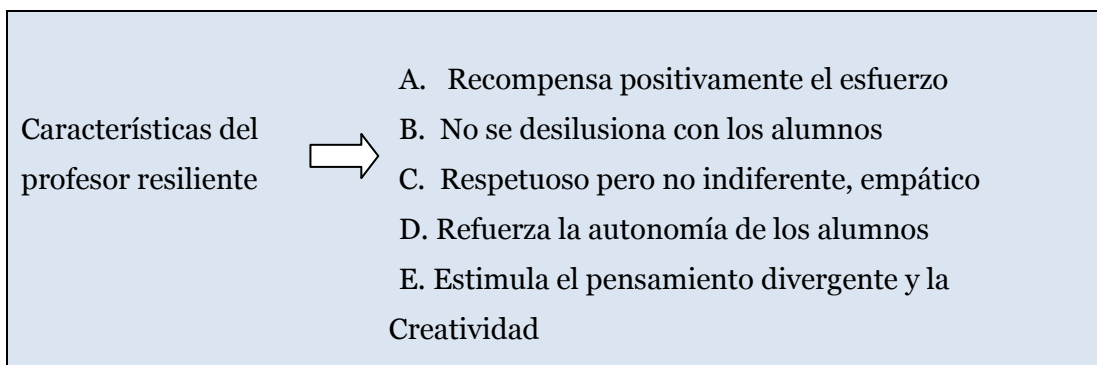 Características del
profesor resiliente
A. Recompensa positivamente el esfuerzo
B. No se desilusiona con los alumnos
C. Respetuoso pero no indiferente, empático
D. Refuerza la autonomía de los alumnos
E. Estimula el pensamiento divergente y la
Creatividad